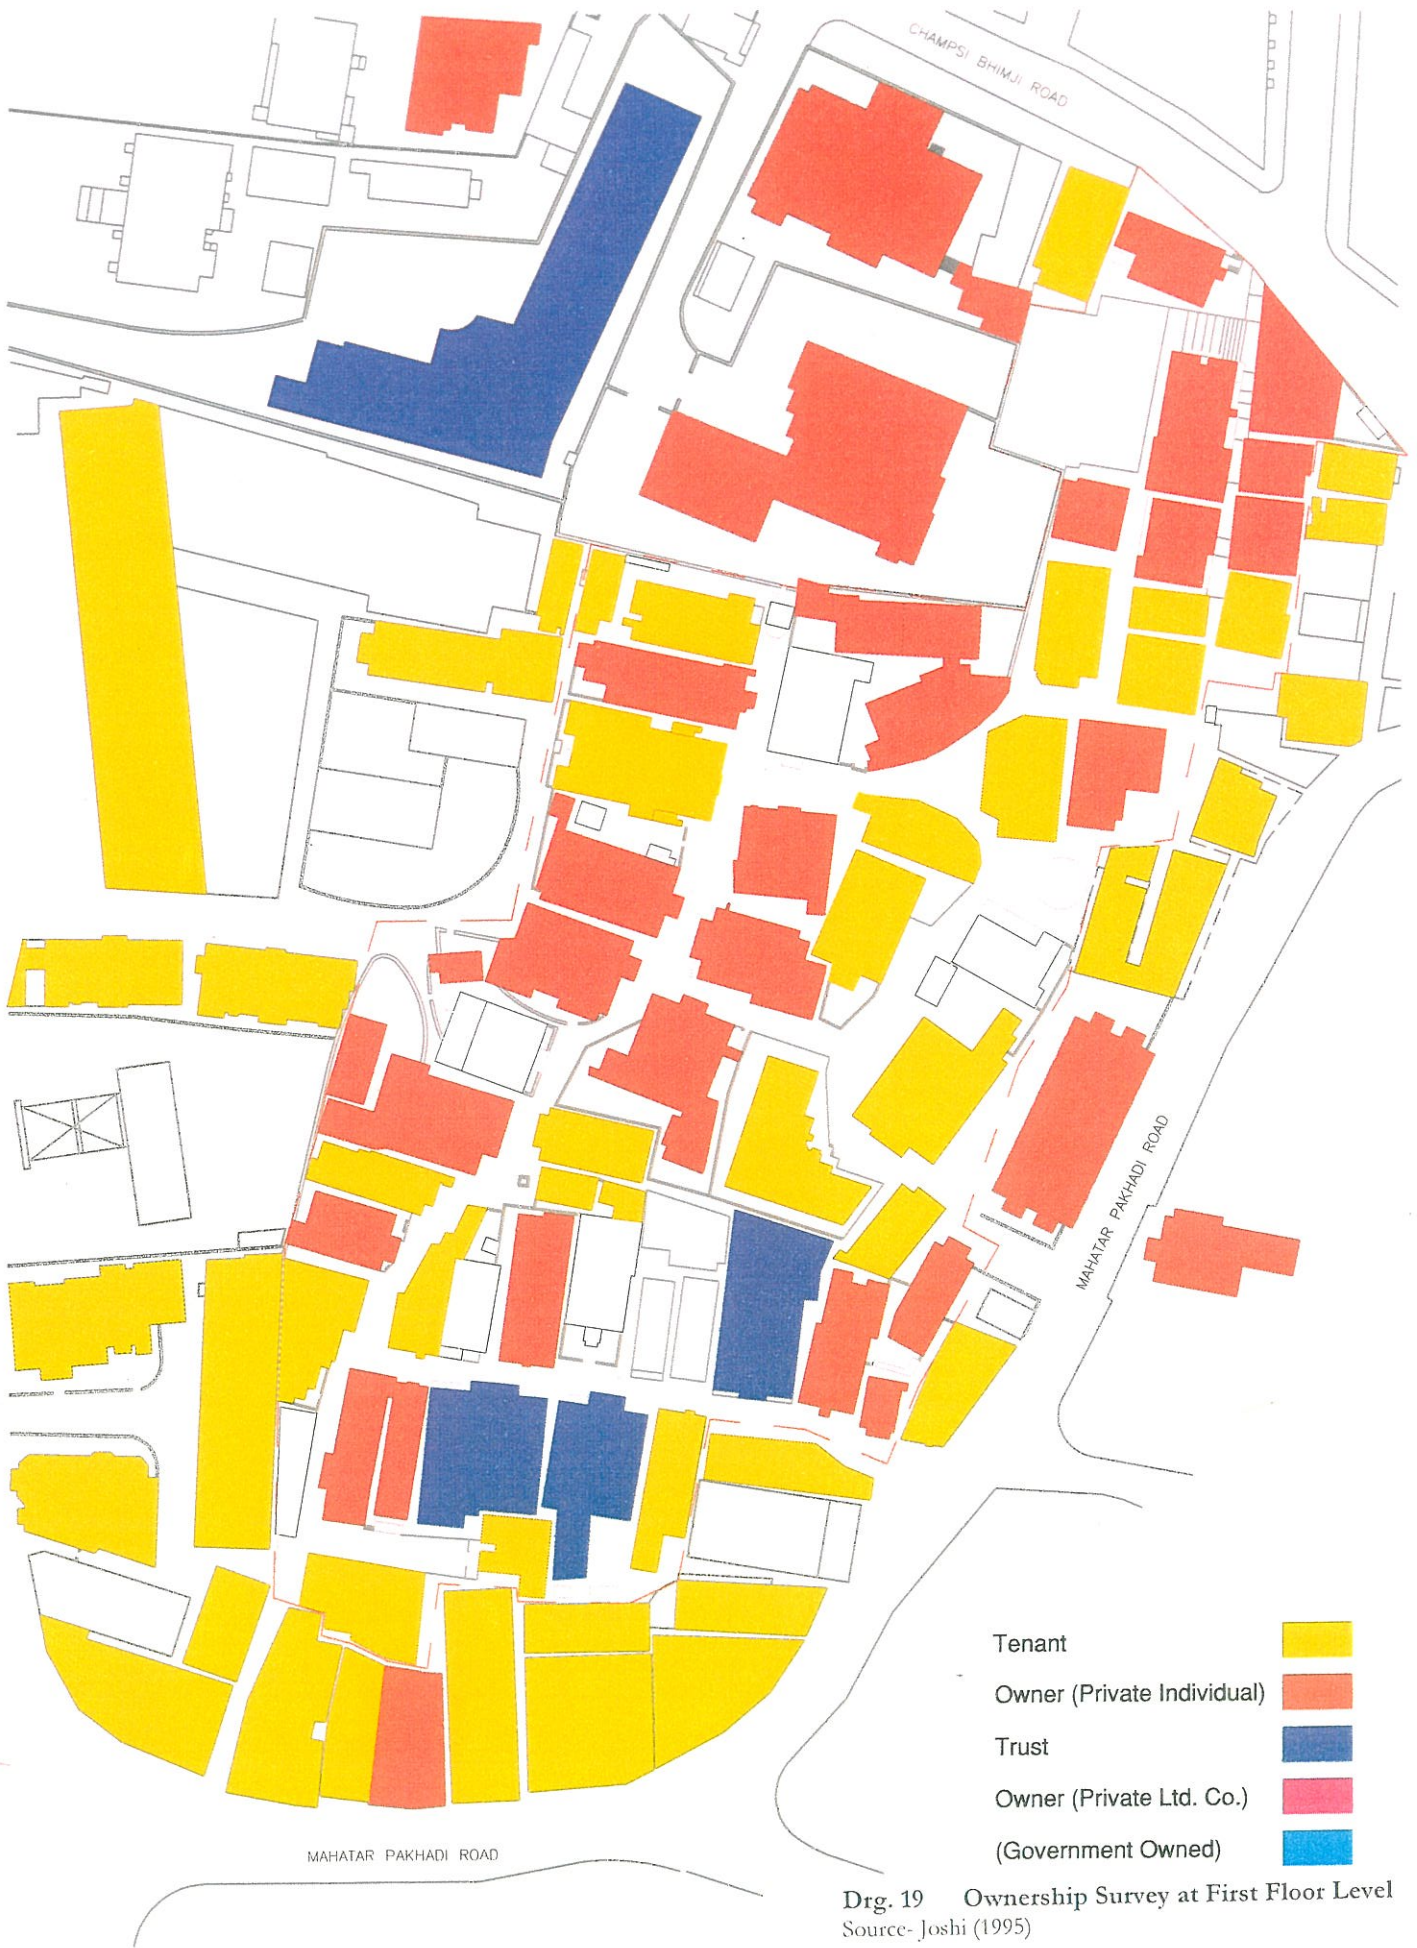 CHAMPSI BHIMJI ROAD
MAHATAR PAKHADI ROAD
Tenant
Owner (Private Individual)
Trust
Owner (Private Ltd. Co.)
(Government Owned)
MAHATAR PAKHADI ROAD
Drg. 19 Ownership Survey at First Floor Level
Source- Joshi (1995)